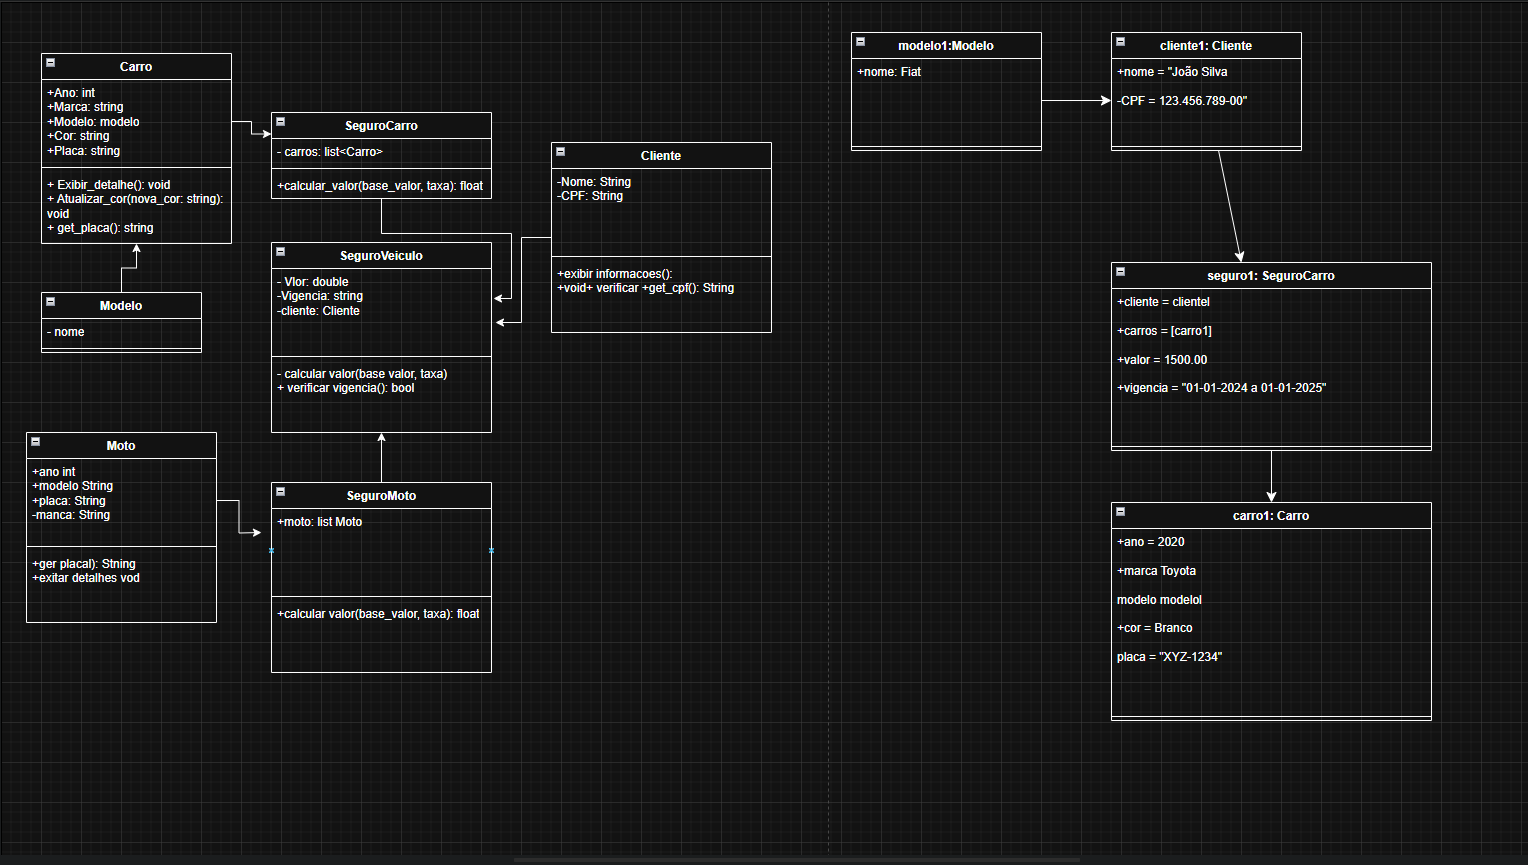 Carro
+Ano: int
+Marca: string
+Modelo: modelo
+Cor: string
+Placa: string
+ Exibir_detalhe(): void
+ Atualizar_cor(nova_cor: string):
void
+ get_placa(): string
Modelo
- nome
SeguroCarro
- carros: list<Carro>
+calcular_valor(base_valor, taxa): float
SeguroVeiculo
- Vlor: double
-Vigencia: string
-cliente: Cliente
- calcular valor(base valor, taxa)
+ verificar vigencia(): bool
Cliente
-Nome: String
-CPF: String
+exibir informacoes():
+void+ verificar +get_cpf(): String
Moto
+ano int
+modelo String
+placa: String
-manca: String
+ger placal): Stning
+exitar detalhes vod
SeguroMoto
+moto: list Moto
+calcular valor(base_valor, taxa): float
modelo1:Modelo
+nome: Fiat
cliente1: Cliente
+nome = "João Silva
-CPF = 123.456.789-00"
seguro1: SeguroCarro
+cliente = clientel
+carros = [carro1]
+valor = 1500.00
+vigencia = "01-01-2024 a 01-01-2025"
carro1: Carro
+ano = 2020
+marca Toyota
modelo modelol
+cor = Branco
placa = "XYZ-1234"